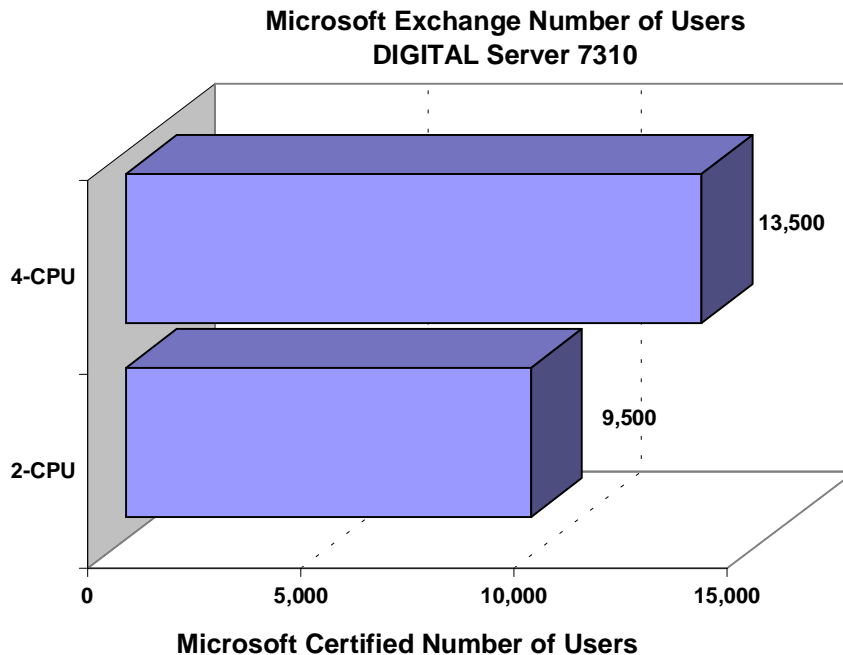 Microsoft Exchange Number of Users
DIGITAL Server 7310
13,500
4-CPU
9,500
2-CPU
0
5,000
10,000
15,000
Microsoft Certified Number of Users